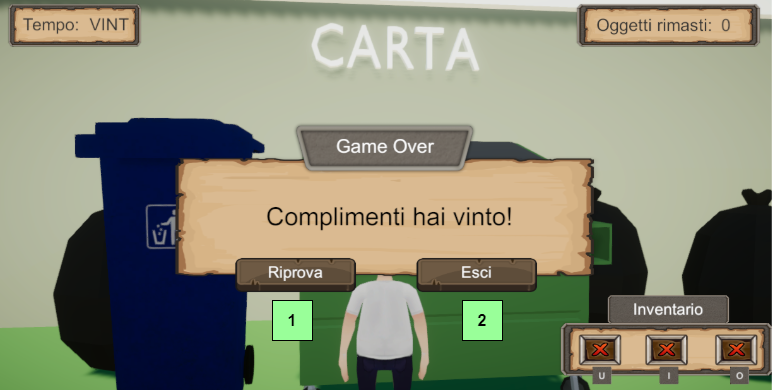 Tempo: VINT
Oggetti rimasti: 0
CARTA
Game Over
Complimenti hai vinto!
Riprova
Esci
1
2
Inventario
U
I
O